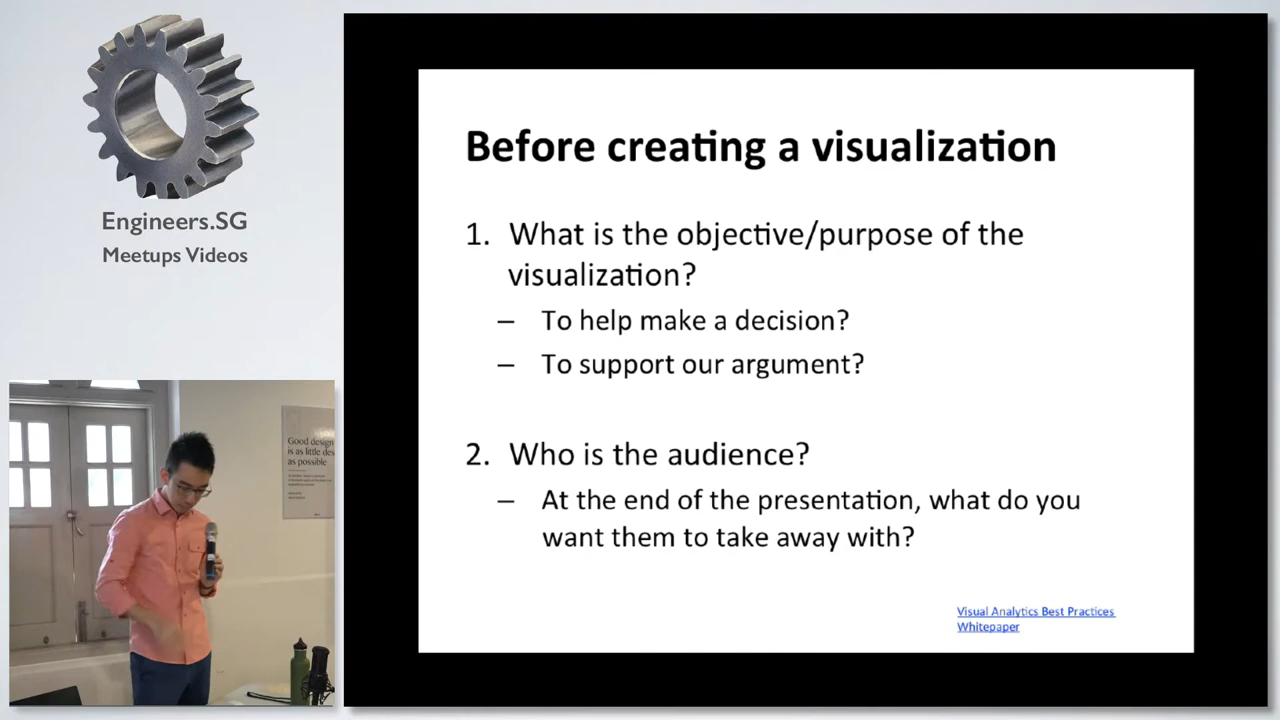 Engineers.SG
Meetups Videos
Good design
is as little des
as possible
Before creating a visualization
1. What is the objective/purpose of the
visualization?
– To help make a decision?
– To support our argument?
2. Who is the audience?
– At the end of the presentation, what do you
want them to take away with?
Visual Analytics Best Practices
Whitepaper